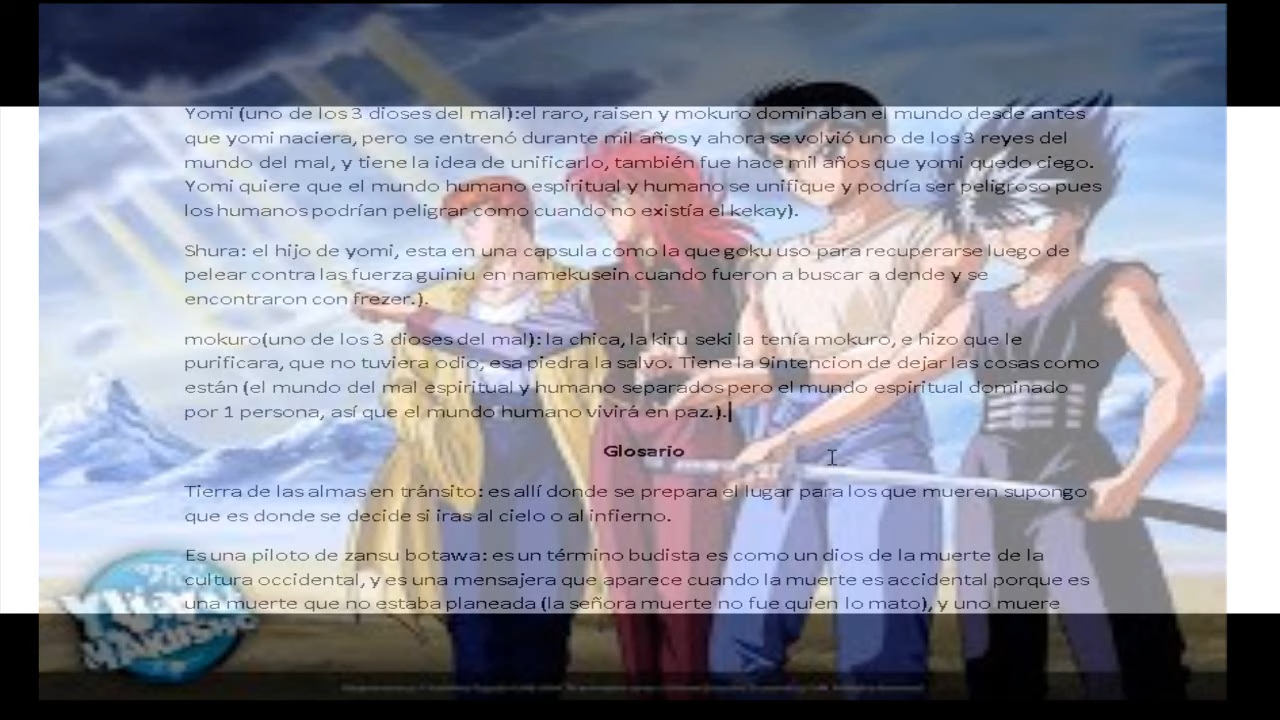 Yomi (uno de los 3 dioses del mal):el raro, raisen y mokuro dominaban el mundo desde antes
que yomi naciera, pero se entrenó durante mil años y ahora se volvió uno de los 3 reyes del
mundo del mal, y tiene la idea de unificarlo, también fue hace mil años que yomi quedo ciego.
Yomi quiere que el mundo humano espiritual y humano se unifique y podría ser peligroso pues
los humanos podrían peligrar como cuando no existía el kekay).
Shura: el hijo de yomi, esta en una capsula como la que goku uso para recuperarse luego de
pelear contra las fuerza guiniu en namekusein cuando fueron a buscar a dende y se
encontraron con frezer.).
mokuro(uno de los 3 dioses del mal): la chica, la kiru seki la tenía mokuro, e hizo que le
purificara, que no tuviera odio, esa piedra la salvo. Tiene la 9intencion de dejar las cosas como
están (el mundo del mal espiritual y humano separados pero el mundo espiritual dominado
por 1 persona, así que el mundo humano vivirá en paz.).
Glosario
Tierra de las almas en tránsito: es allí donde se prepara el lugar para los que mueren supongo
que es donde se decide si iras al cielo o al infierno.
Es una piloto de zansu botawa: es un término budista es como un dios de la muerte de la
cultura occidental, y es una mensajera que aparece cuando la muerte es accidental porque es
una muerte que no estaba planeada (la señora muerte no fue quien lo mato), y uno muere